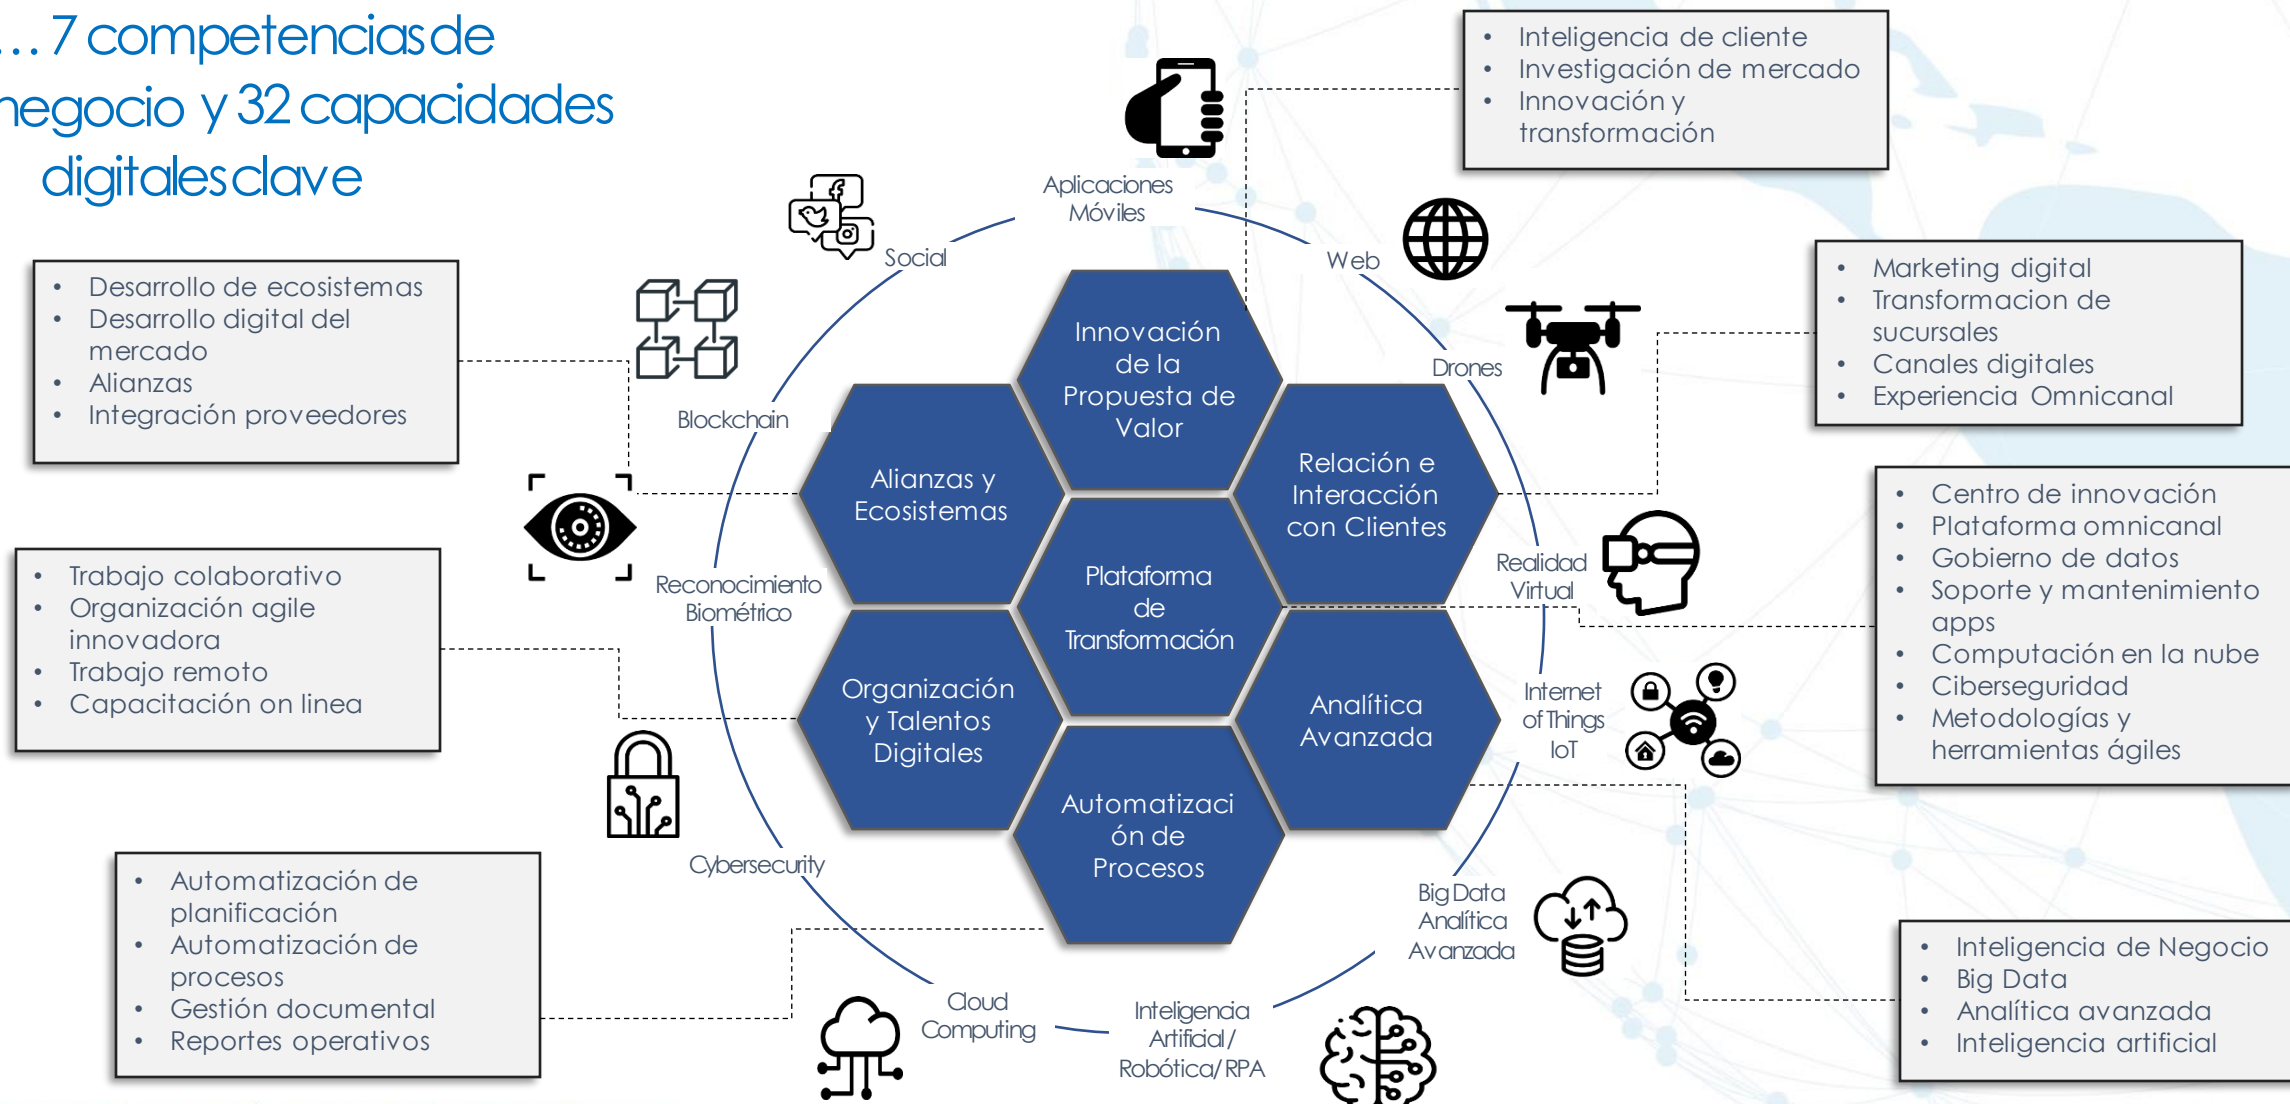 … 7 competencias de
negocio y 32 capacidades
digitales clave
• Inteligencia de cliente
• Investigación de mercado
• Innovación y
transformación
Aplicaciones
Móviles
Social
Web
Drones
Blockchain
Realidad
Virtual
Reconocimiento
Biométrico
Internet
of Things
IoT
Cybersecurity
Big Data
Analítica
Avanzada
Cloud
Computing
Inteligencia
Artificial/
Robótica/ RPA
• Desarrollo de ecosistemas
• Desarrollo digital del
mercado
• Alianzas
• Integración proveedores
• Marketing digital
• Transformacion de
sucursales
• Canales digitales
• Experiencia Omnicanal
Innovación
de la
Propuesta de
Valor
Alianzas y
Ecosistemas
Relación e
Interacción
con Clientes
Plataforma
de
Transformación
Organización
y Talentos
Digitales
Analítica
Avanzada
Automatizaci
ón de
Procesos
• Trabajo colaborativo
• Organización agile
innovadora
• Trabajo remoto
• Capacitación on linea
• Centro de innovación
• Plataforma omnicanal
• Gobierno de datos
• Soporte y mantenimiento
apps
• Computación en la nube
• Ciberseguridad
• Metodologías y
herramientas ágiles
• Automatización de
planificación
• Automatización de
procesos
• Gestión documental
• Reportes operativos
• Inteligencia de Negocio
• Big Data
• Analítica avanzada
• Inteligencia artificial